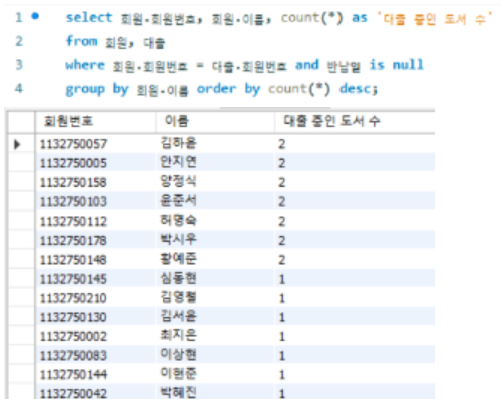 1 select 회원.회원번호, 회원.이름, count(*) as '대출 중인 도서 수'
2 from 회원, 대출
3 where 회원.회원번호 = 대출.회원번호 and 반납일 is null
4 group by 회원.이름 order by count(*) desc;
회원번호 이름 대출 중인 도서 수
1132750057 김하윤 2
1132750005 안지연 2
1132750158 양정식 2
1132750103 윤준서 2
1132750112 허명숙 2
1132750178 박시우 2
1132750148 황예준 2
1132750145 심동현 1
1132750210 김영철 1
1132750130 김서윤 1
1132750002 최지은 1
1132750083 이상현 1
1132750144 이현준 1
1132750042 박혜진 1